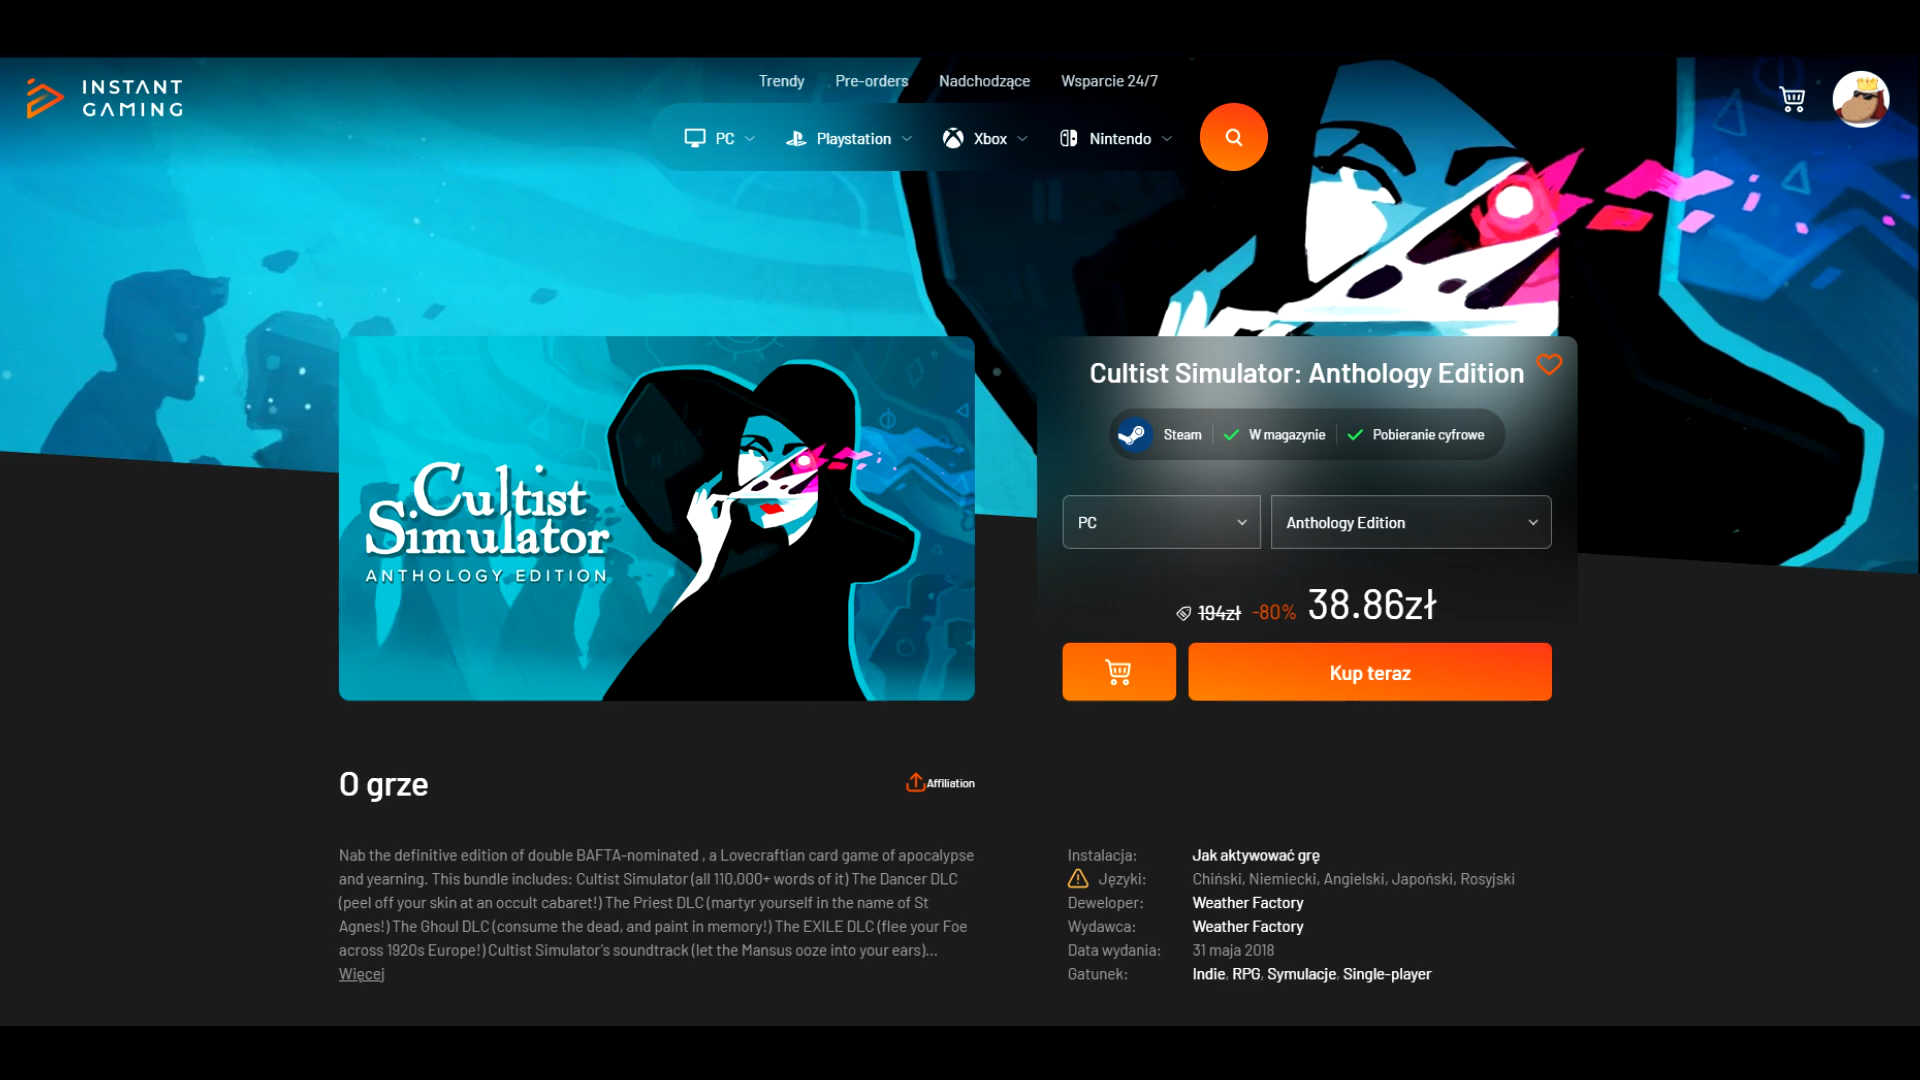 INSTANT
GAMING
Trendy Pre-orders Nadchodzące Wsparcie 24/7
PC Playstation Xbox Nintendo
Cultist
Simulator
ANTHOLOGY EDITION
Cultist Simulator: Anthology Edition
Steam W magazynie Pobieranie cyfrowe
PC Anthology Edition
194zł -80% 38.86zł
Kup teraz
O grze
Affiliation
Nab the definitive edition of double BAFTA-nominated , a Lovecraftian card game of apocalypse
and yearning. This bundle includes: Cultist Simulator (all 110,000+ words of it) The Dancer DLC
(peel off your skin at an occult cabaret!) The Priest DLC (martyr yourself in the name of St
Agnes!) The Ghoul DLC (consume the dead, and paint in memory!) The EXILE DLC (flee your Foe
across 1920s Europe!) Cultist Simulator's soundtrack (let the Mansus ooze into your ears)...
Więcej
Instalacja: Jak aktywować grę
Języki: Chiński, Niemiecki, Angielski, Japoński, Rosyjski
Deweloper: Weather Factory
Wydawca: Weather Factory
Data wydania: 31 maja 2018
Gatunek: Indie, RPG, Symulacje, Single-player